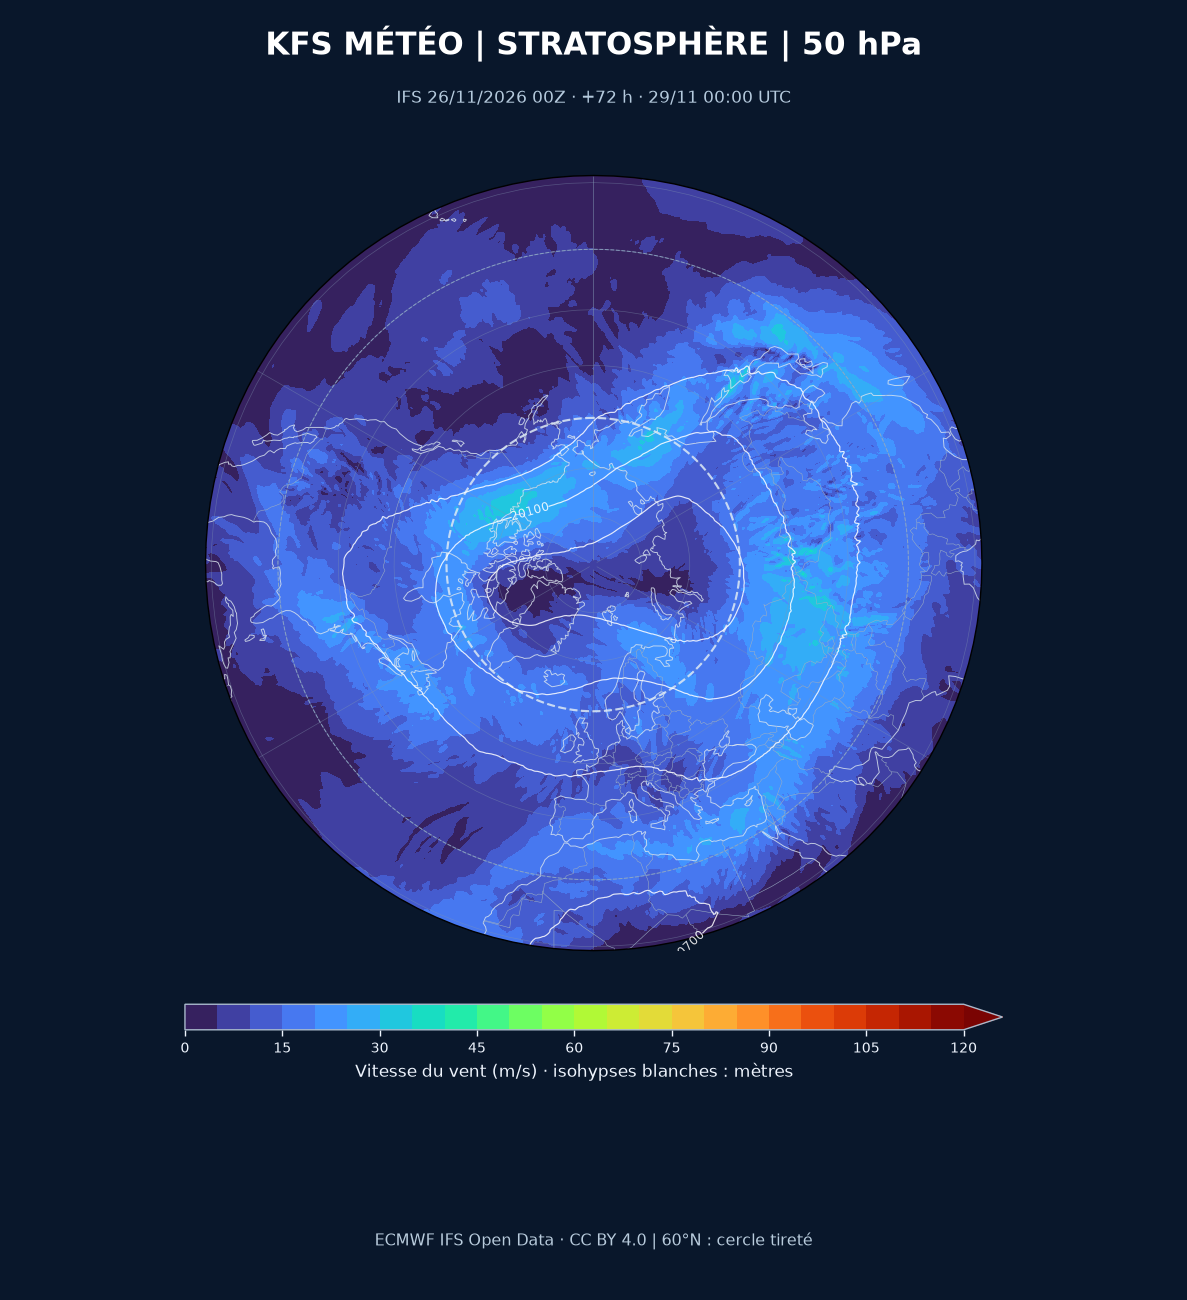 KFS MÉTÉO | STRATOSPHÈRE | 50 hPa
IFS 26/11/2026 00Z · +72 h · 29/11 00:00 UTC
20100
0 15 30 45 60 75 90 105 120
Vitesse du vent (m/s) · isohypses blanches : mètres
ECMWF IFS Open Data · CC BY 4.0 | 60°N : cercle tireté